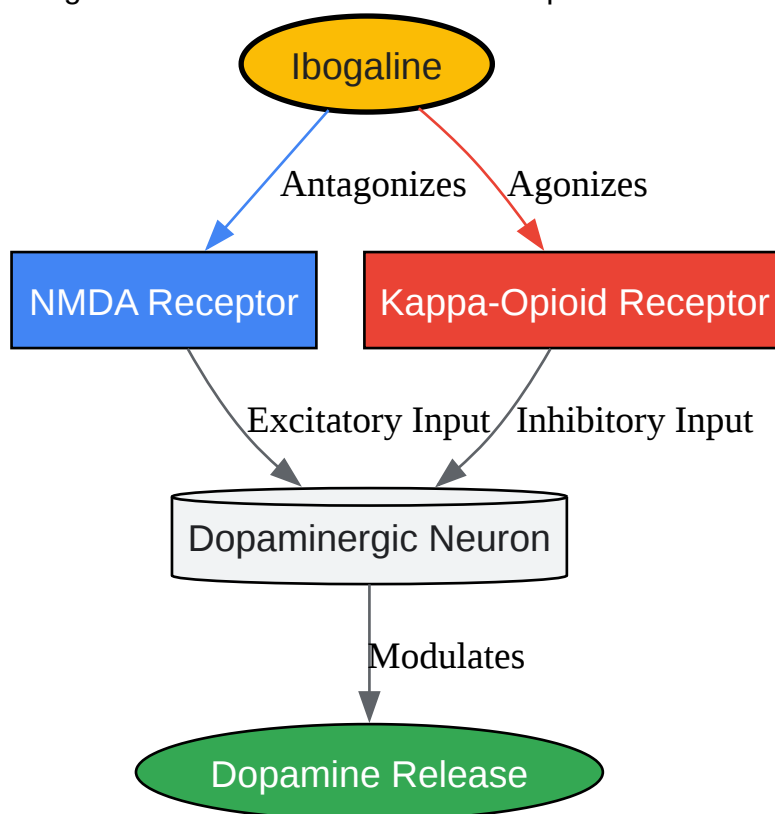 Ibogaline
Antagonizes
Agonizes
NMDA Receptor
Kappa-Opioid Receptor
Excitatory Input
Inhibitory Input
Dopaminergic Neuron
Modulates
Dopamine Release